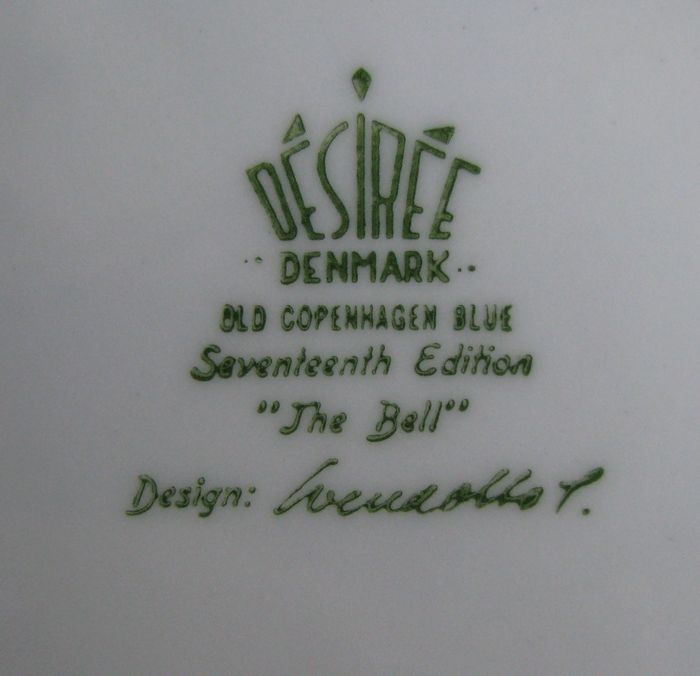 DÉSIRÉE
DENMARK
OLD COPENHAGEN BLUE
Seventeenth Edition
"The Bell"
Design: